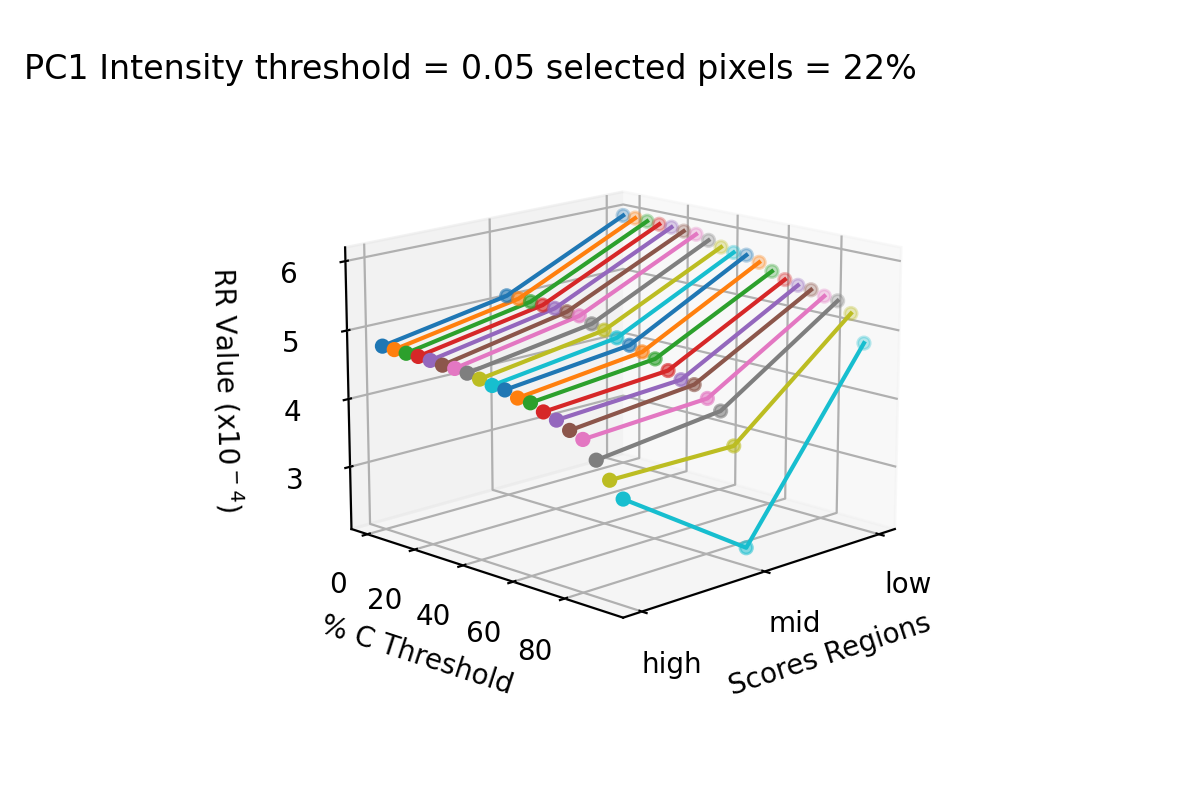 PC1 Intensity threshold = 0.05 selected pixels = 22%
RR Value (x10⁻⁴)
6
5
4
3
0
20
40
60
80
% C Threshold
high
mid
low
Scores Regions